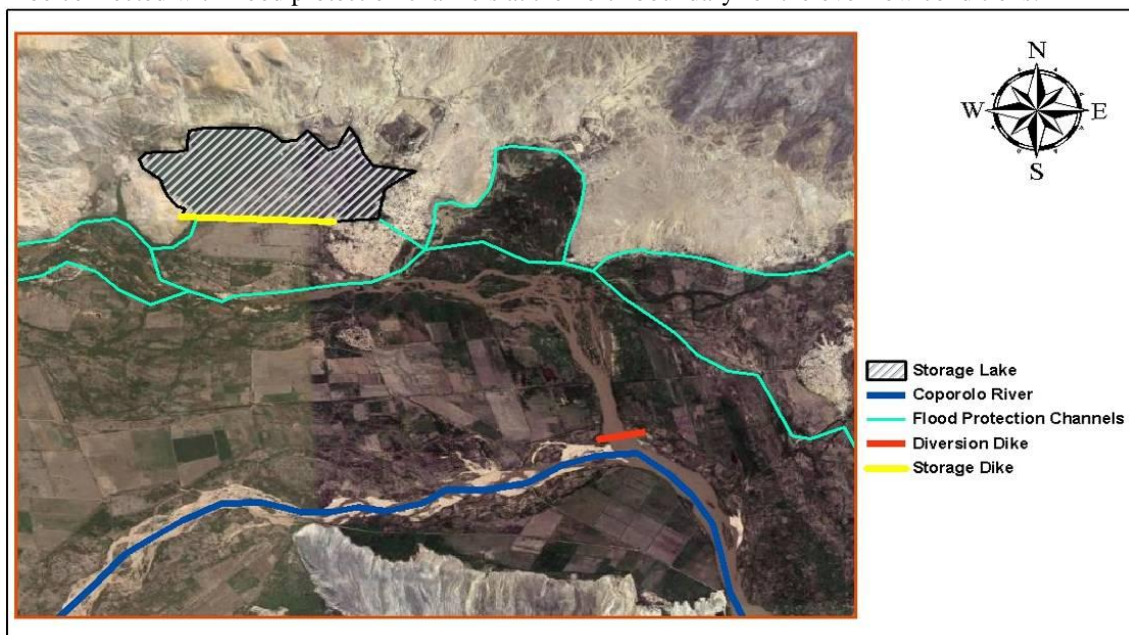 N
W E
S
Storage Lake
Coporolo River
Flood Protection Channels
Diversion Dike
Storage Dike